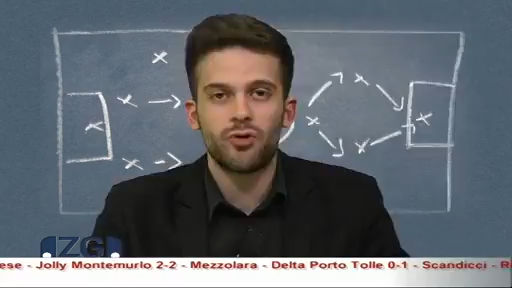 ZG
ese - Jolly Montemurlo 2-2 - Mezzolara - Delta Porto Tolle 0-1 - Scandicci - R